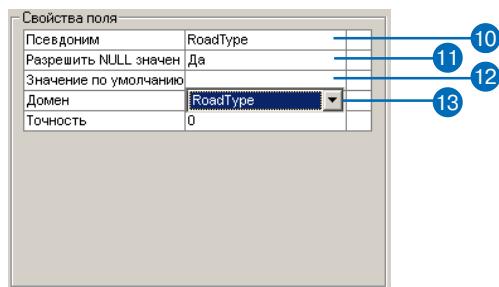 Свойства поля
Псевдоним RoadType 10
Разрешить NULL значен Да 11
Значение по умолчанию 12
Домен RoadType 13
Точность 0